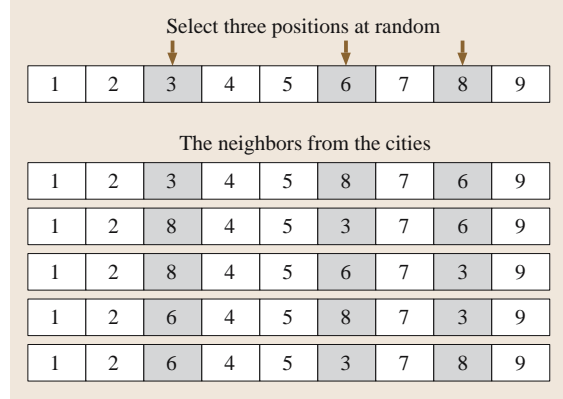 Select three positions at random
1 2 3 4 5 6 7 8 9
The neighbors from the cities
1 2 3 4 5 8 7 6 9
1 2 8 4 5 3 7 6 9
1 2 8 4 5 6 7 3 9
1 2 6 4 5 8 7 3 9
1 2 6 4 5 3 7 8 9